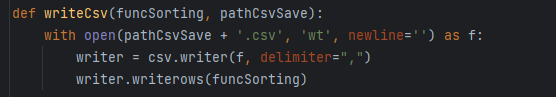 def writeCsv(funcSorting, pathCsvSave):
    with open(pathCsvSave + '.csv', 'wt', newline='') as f:
        writer = csv.writer(f, delimiter=",")
        writer.writerows(funcSorting)